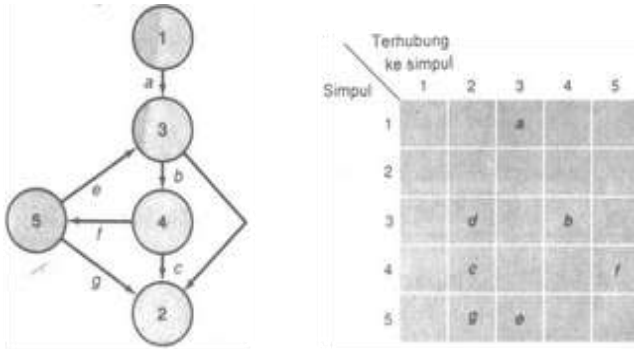 1
a
3
e b
5 f 4
g c
2
Terhubung
ke simpul
Simpul
1 2 3 4 5
1 a
2
3 d b
4 c f
5 g e